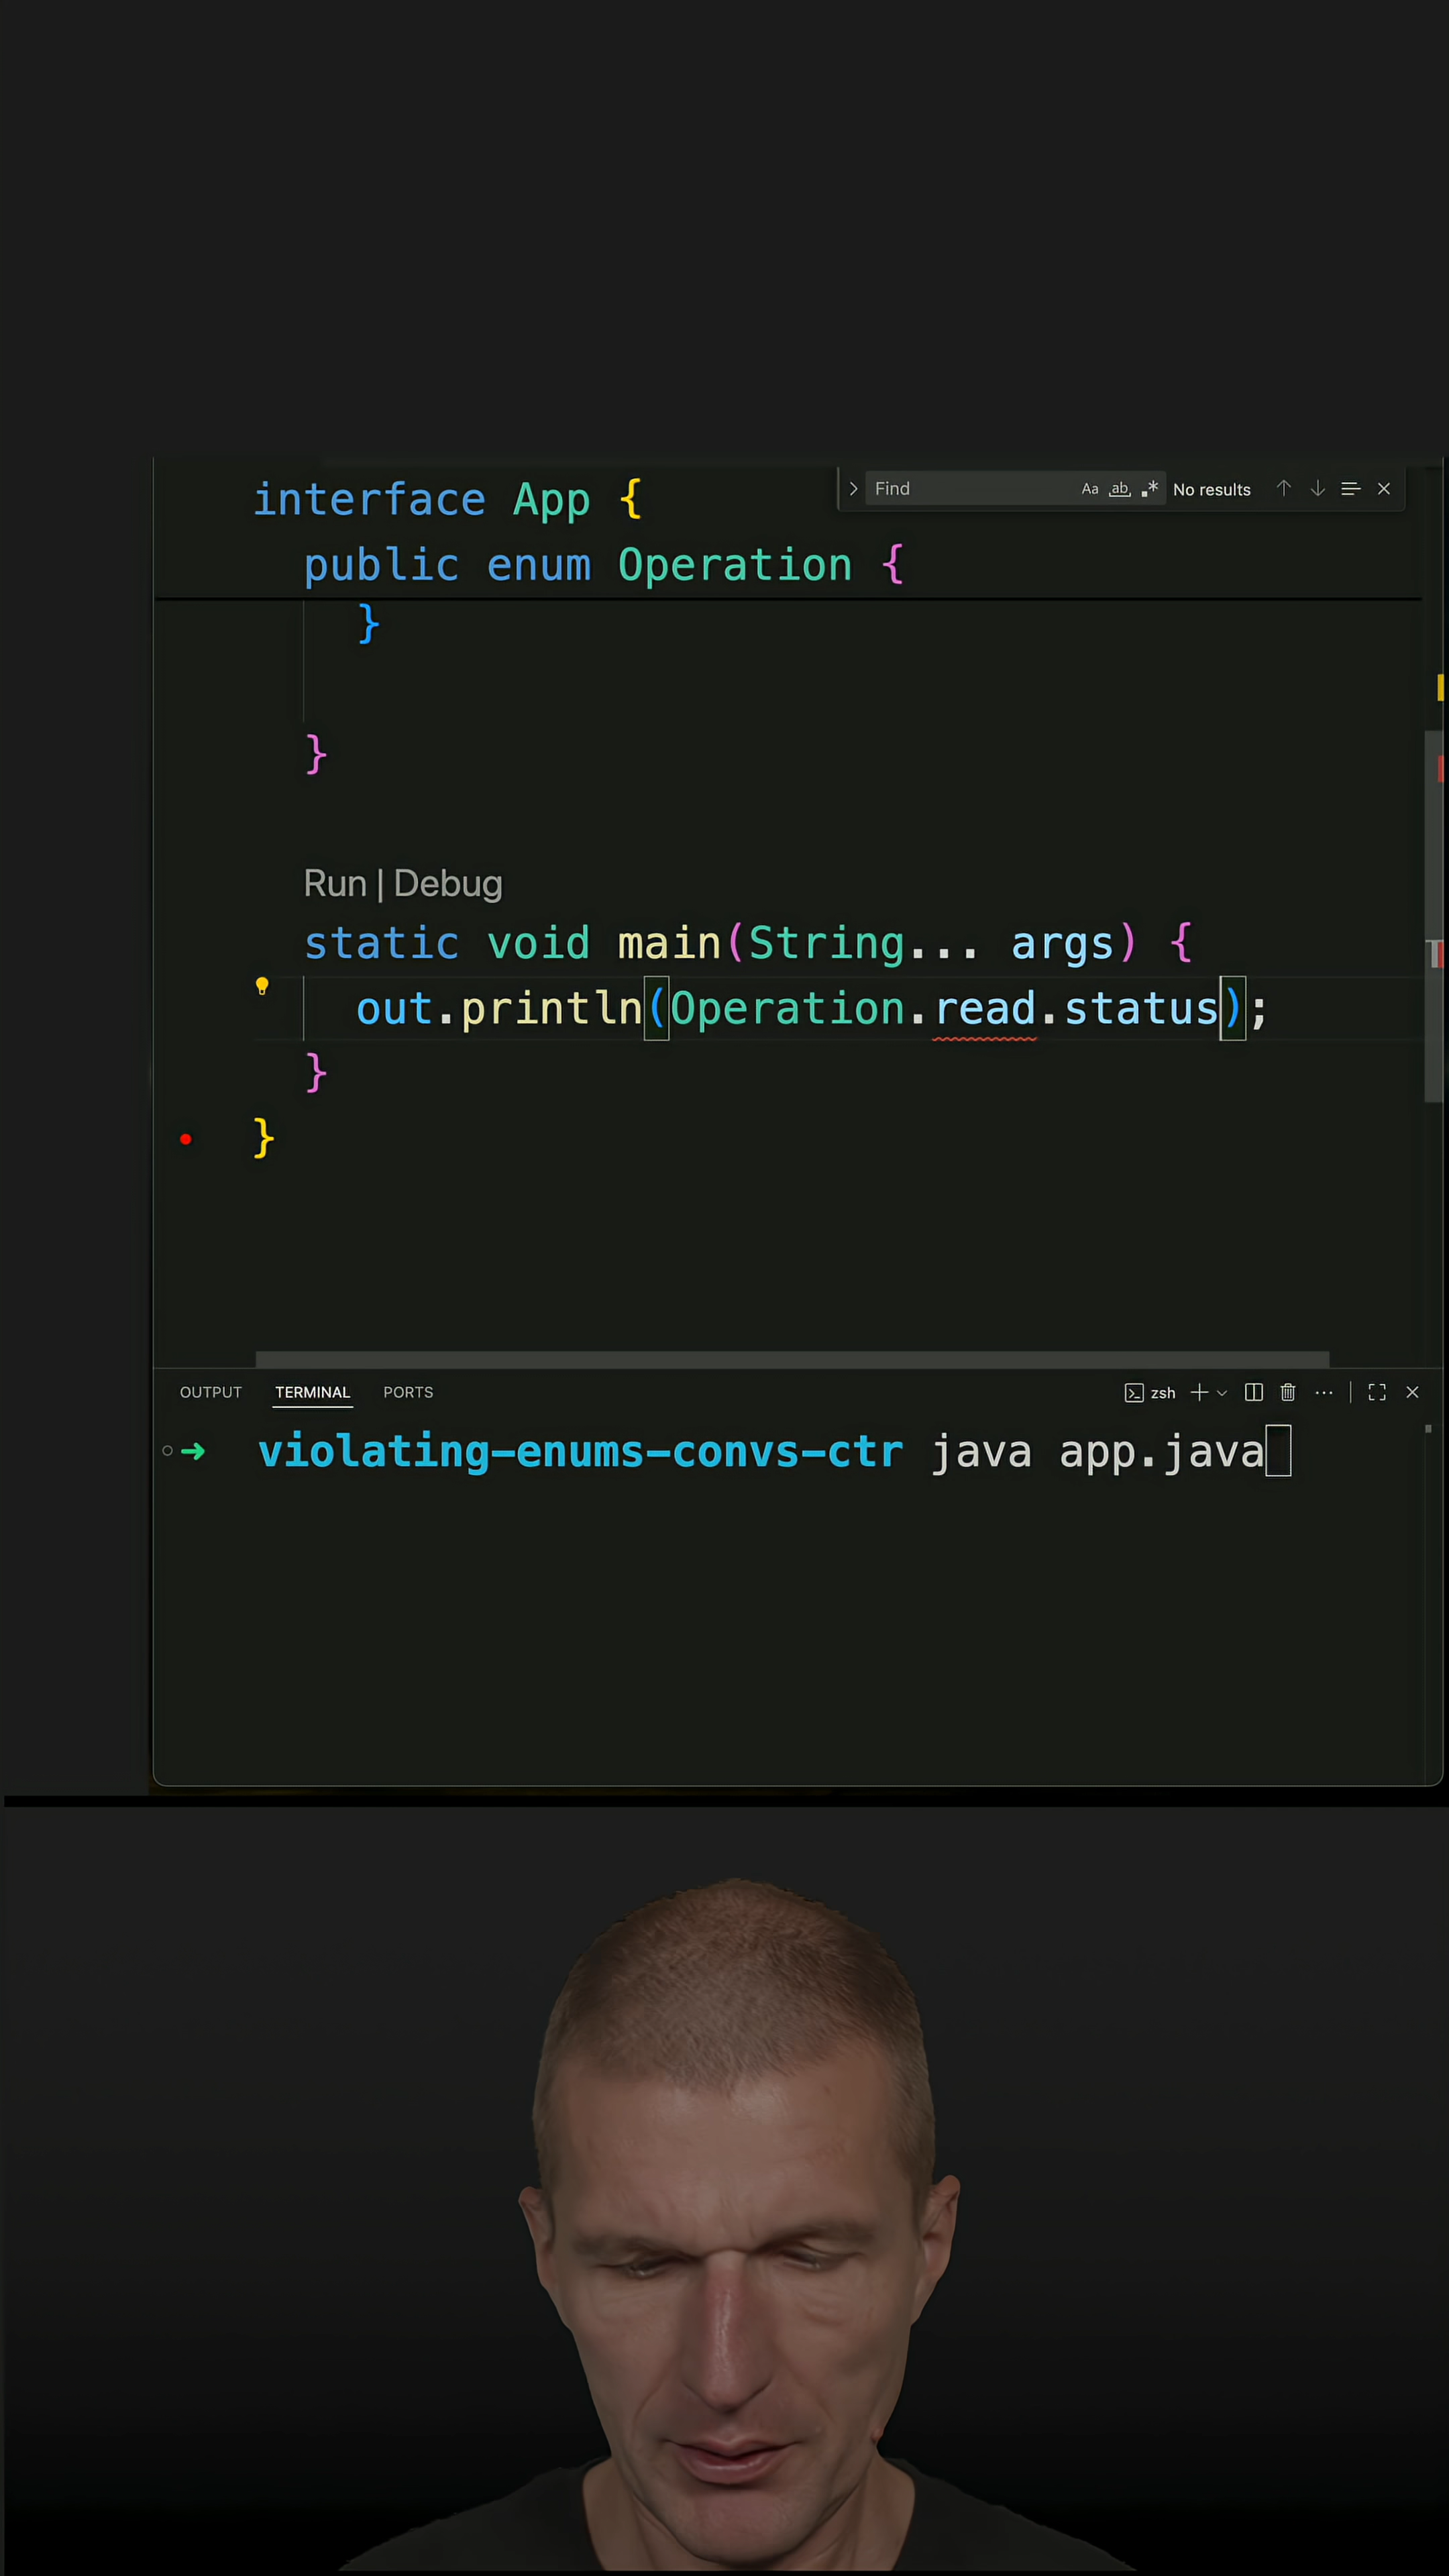 interface App {
Find Aa ab .* No results
public enum Operation {
}
}
Run | Debug
static void main(String... args) {
out.println(Operation.read.status);
}
}
OUTPUT TERMINAL PORTS zsh
violating-enums-convs-ctr java app.java